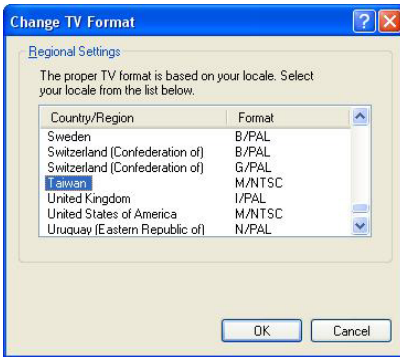 Change TV Format
Regional Settings
The proper TV format is based on your locale. Select
your locale from the list below.
Country/Region Format
Sweden B/PAL
Switzerland (Confederation of) B/PAL
Switzerland (Confederation of) G/PAL
Taiwan M/NTSC
United Kingdom I/PAL
United States of America M/NTSC
Uruguay (Eastern Republic of) N/PAL
OK Cancel